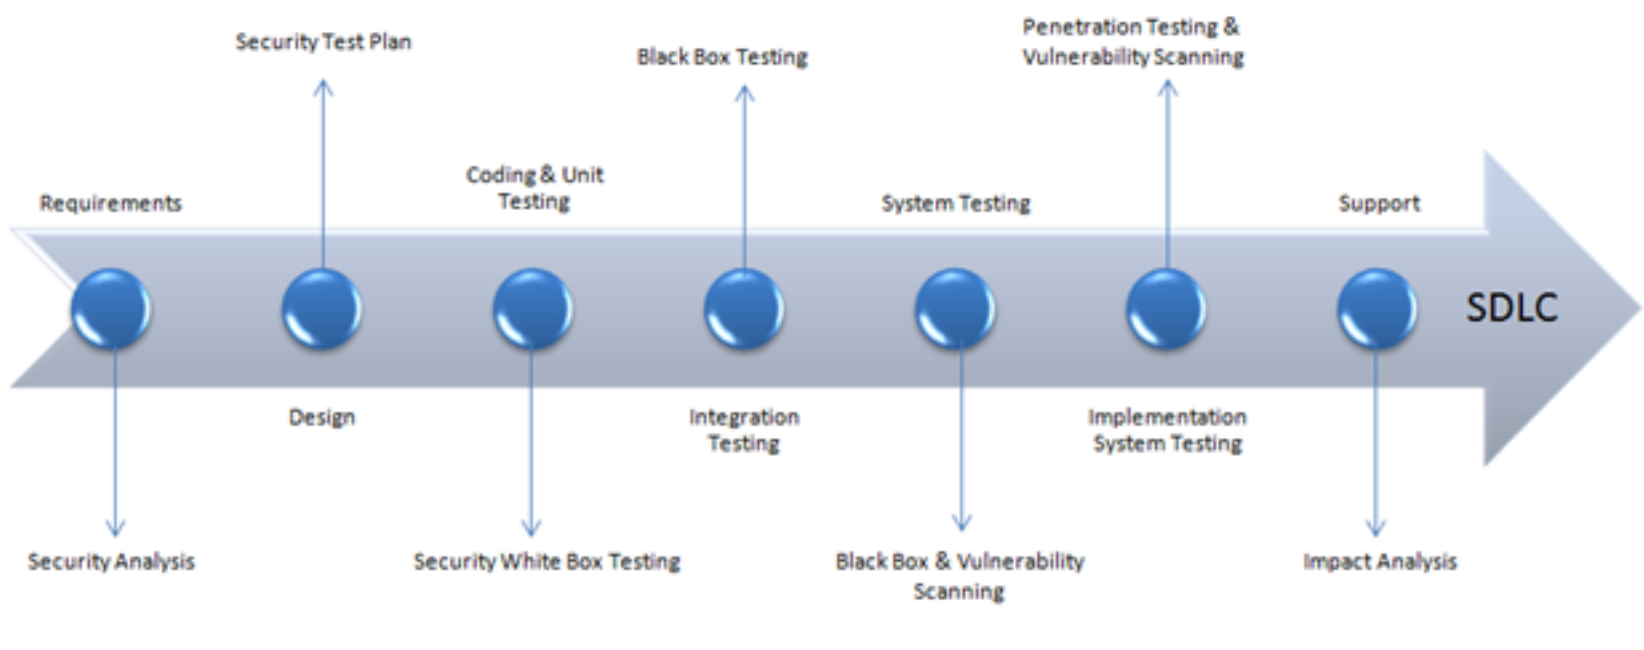 Security Test Plan
Black Box Testing
Penetration Testing &
Vulnerability Scanning
Requirements
Coding & Unit
Testing
System Testing
Support
SDLC
Design
Integration
Testing
Implementation
System Testing
Security Analysis
Security White Box Testing
Black Box & Vulnerability
Scanning
Impact Analysis